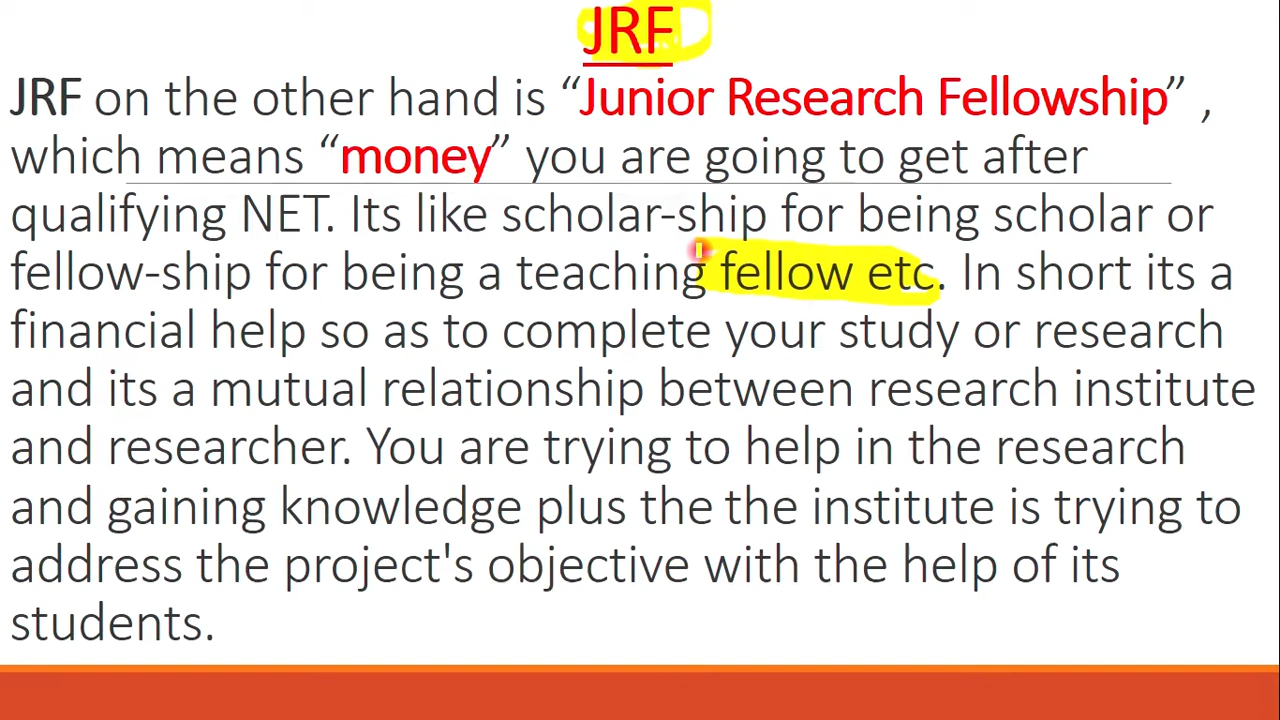 JRF
JRF on the other hand is “Junior Research Fellowship” ,
which means “money” you are going to get after
qualifying NET. Its like scholar-ship for being scholar or
fellow-ship for being a teaching fellow etc. In short its a
financial help so as to complete your study or research
and its a mutual relationship between research institute
and researcher. You are trying to help in the research
and gaining knowledge plus the the institute is trying to
address the project's objective with the help of its
students.